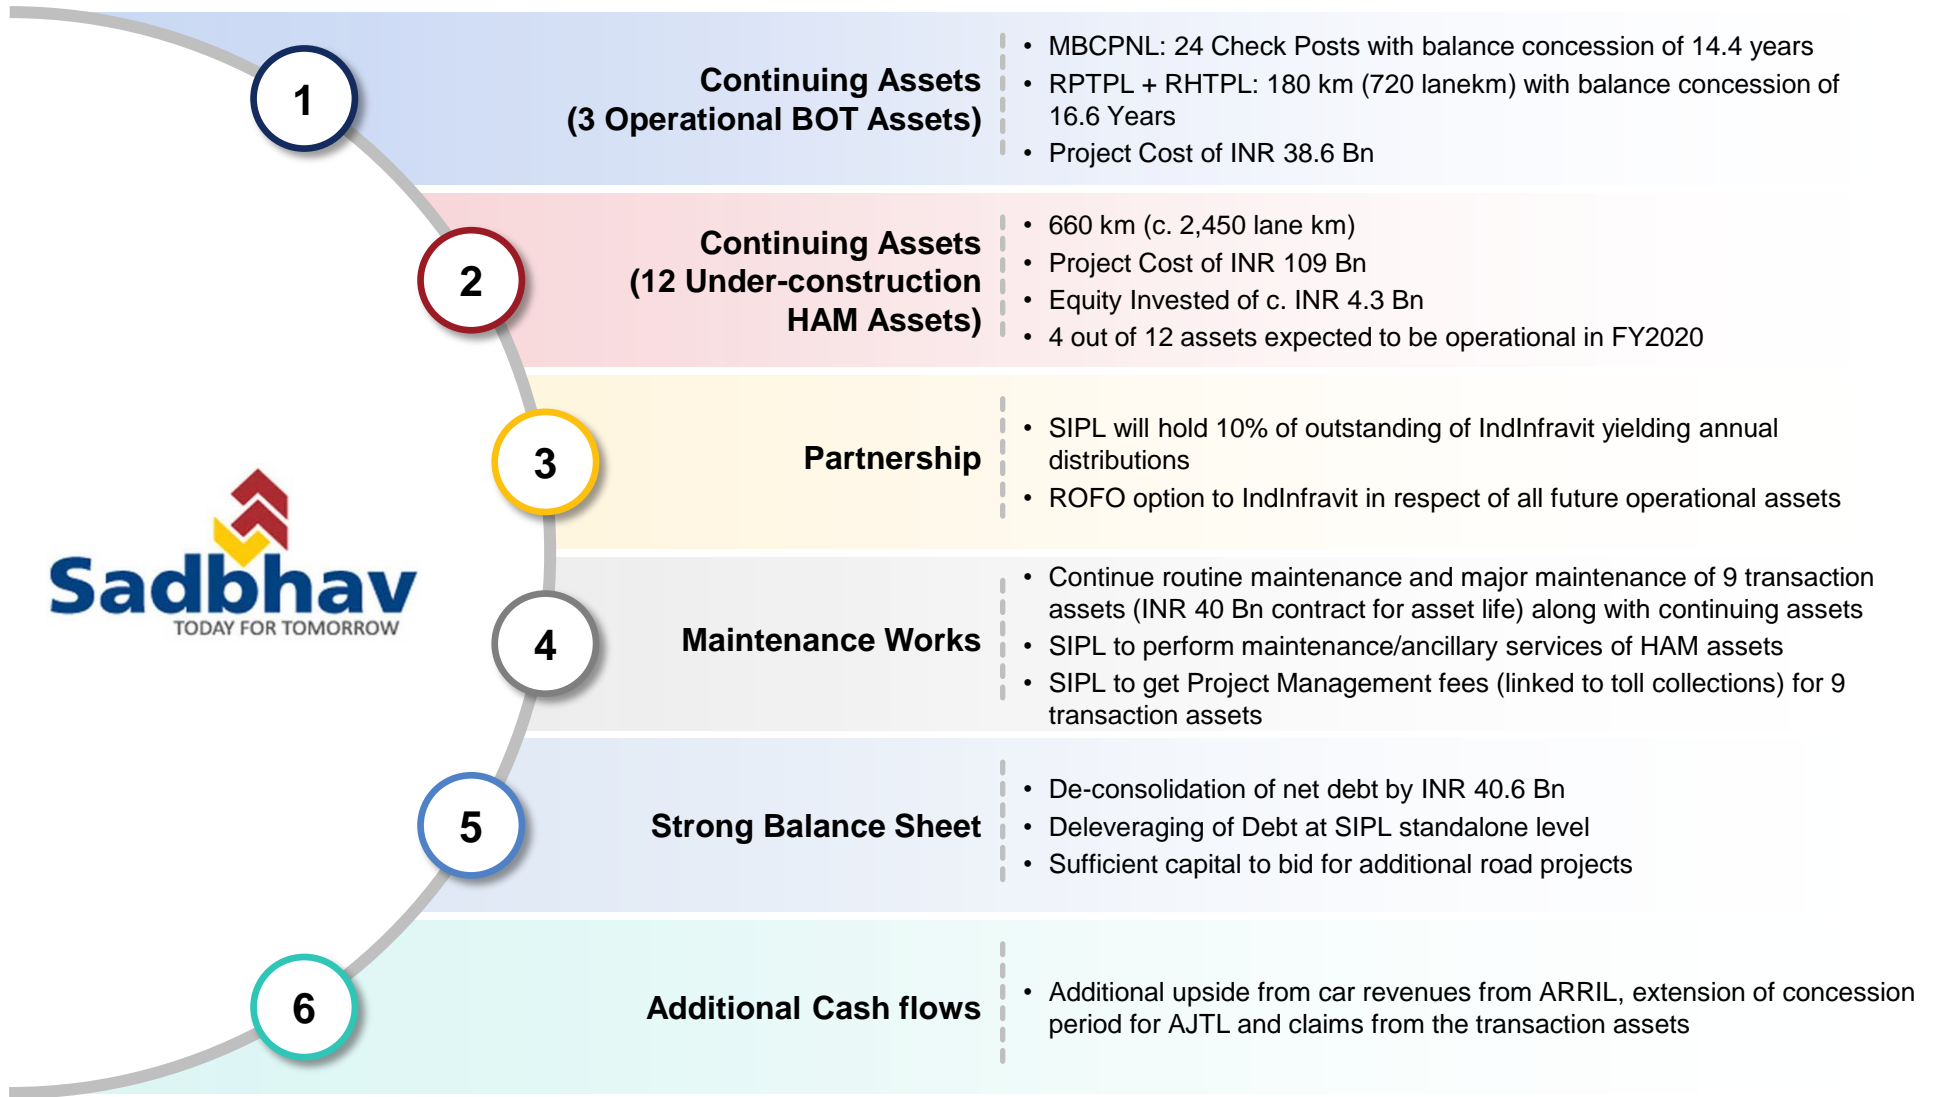 1
Continuing Assets
(3 Operational BOT Assets)
• MBCPNL: 24 Check Posts with balance concession of 14.4 years
• RPTPL + RHTPL: 180 km (720 lanekm) with balance concession of
16.6 Years
• Project Cost of INR 38.6 Bn
2
Continuing Assets
(12 Under-construction
HAM Assets)
• 660 km (c. 2,450 lane km)
• Project Cost of INR 109 Bn
• Equity Invested of c. INR 4.3 Bn
• 4 out of 12 assets expected to be operational in FY2020
3
Partnership
• SIPL will hold 10% of outstanding of IndInfravit yielding annual
distributions
• ROFO option to IndInfravit in respect of all future operational assets
Sadbhav
TODAY FOR TOMORROW
4
Maintenance Works
• Continue routine maintenance and major maintenance of 9 transaction
assets (INR 40 Bn contract for asset life) along with continuing assets
• SIPL to perform maintenance/ancillary services of HAM assets
• SIPL to get Project Management fees (linked to toll collections) for 9
transaction assets
5
Strong Balance Sheet
• De-consolidation of net debt by INR 40.6 Bn
• Deleveraging of Debt at SIPL standalone level
• Sufficient capital to bid for additional road projects
6
Additional Cash flows
• Additional upside from car revenues from ARRIL, extension of concession
period for AJTL and claims from the transaction assets